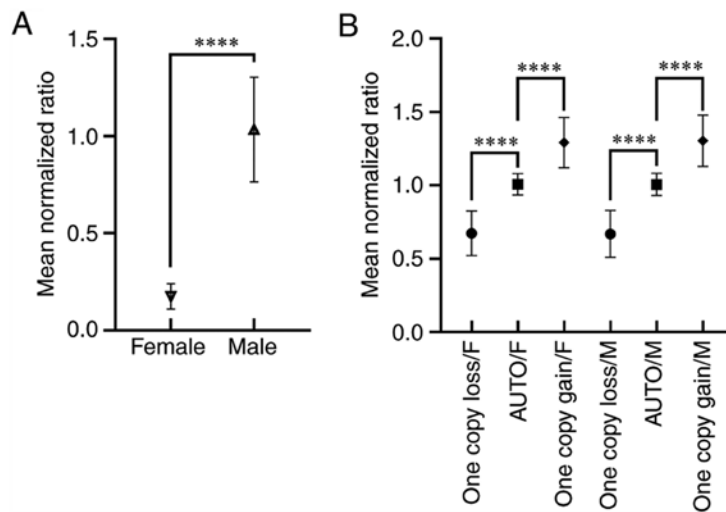 A
Mean normalized ratio
1.5
1.0
0.5
0.0
****
Female
Male
B
Mean normalized ratio
2.0
1.5
1.0
0.5
0.0
****
****
****
****
One copy loss/F
AUTO/F
One copy gain/F
One copy loss/M
AUTO/M
One copy gain/M